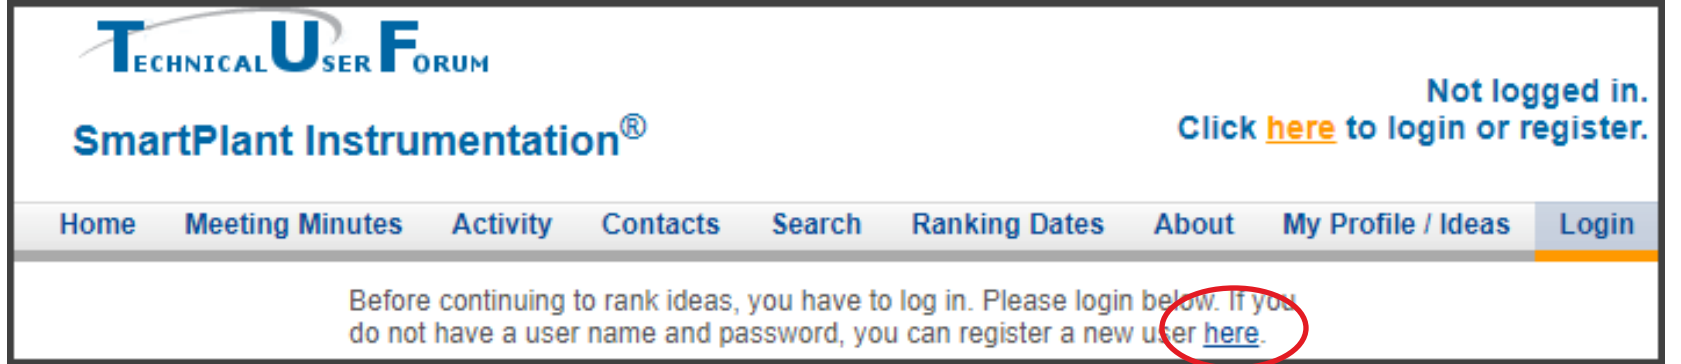 TECHNICAL USER FORUM
Not logged in.
SmartPlant Instrumentation®
Click here to login or register.
Home Meeting Minutes Activity Contacts Search Ranking Dates About My Profile / Ideas Login
Before continuing to rank ideas, you have to log in. Please login below. If you
do not have a user name and password, you can register a new user here.